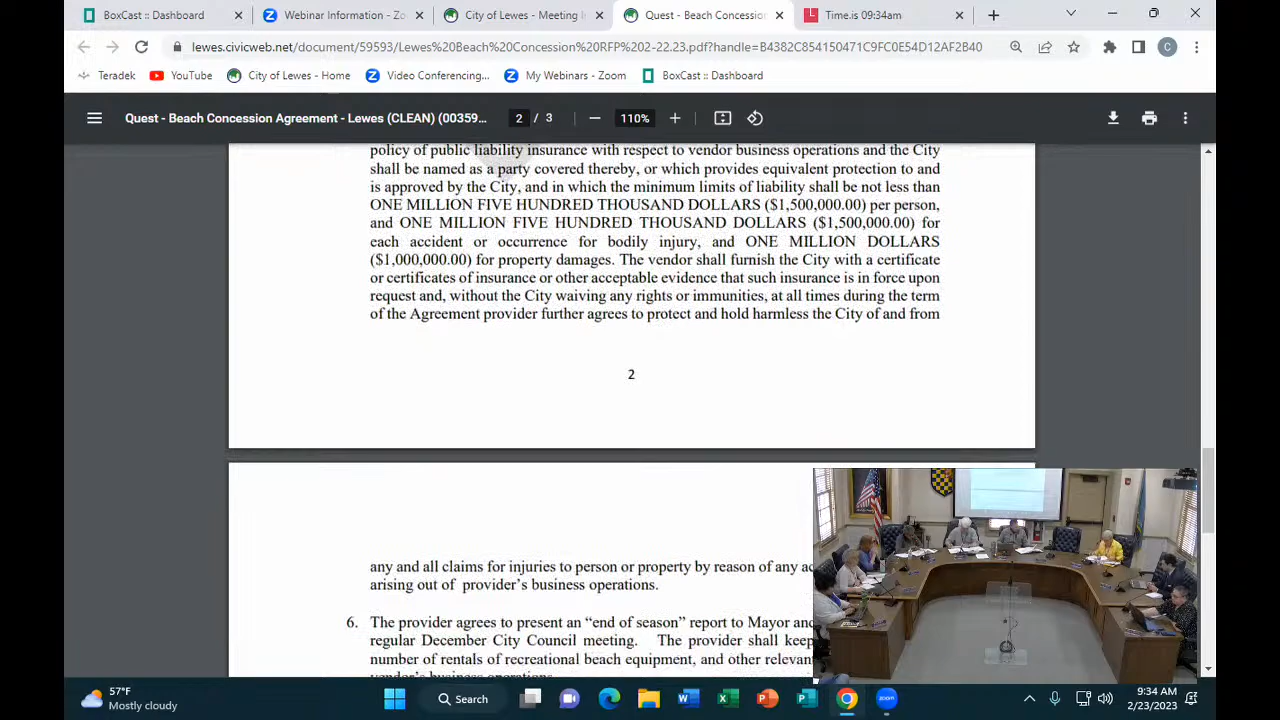 BoxCast :: Dashboard
Webinar Information - Zo
City of Lewes - Meeting I
Quest - Beach Concession
Time.is 09:34am
lewes.civicweb.net/document/59593/Lewes%20Beach%20Concession%20RFP%202-22.23.pdf?handle=B4383C854150471C9FC0E54D12AF2B40
C
Teradek
YouTube
City of Lewes - Home
Video Conferencing...
My Webinars - Zoom
BoxCast :: Dashboard
Quest - Beach Concession Agreement - Lewes (CLEAN) (00359...
2 / 3
110%
policy of public liability insurance with respect to vendor business operations and the City
shall be named as a party covered thereby, or which provides equivalent protection to and
is approved by the City, and in which the minimum limits of liability shall be not less than
ONE MILLION FIVE HUNDRED THOUSAND DOLLARS ($1,500,000.00) per person,
and ONE MILLION FIVE HUNDRED THOUSAND DOLLARS ($1,500,000.00) for
each accident or occurrence for bodily injury, and ONE MILLION DOLLARS
($1,000,000.00) for property damages. The vendor shall furnish the City with a certificate
or certificates of insurance or other acceptable evidence that such insurance is in force upon
request and, without the City waiving any rights or immunities, at all times during the term
of the Agreement provider further agrees to protect and hold harmless the City of and from
2
any and all claims for injuries to person or property by reason of any ac
arising out of provider's business operations.
6. The provider agrees to present an “end of season” report to Mayor and
regular December City Council meeting. The provider shall keep
number of rentals of recreational beach equipment, and other relevan
vendor's business operations
57°F
Mostly cloudy
Search
zoom
9:34 AM
2/23/2023